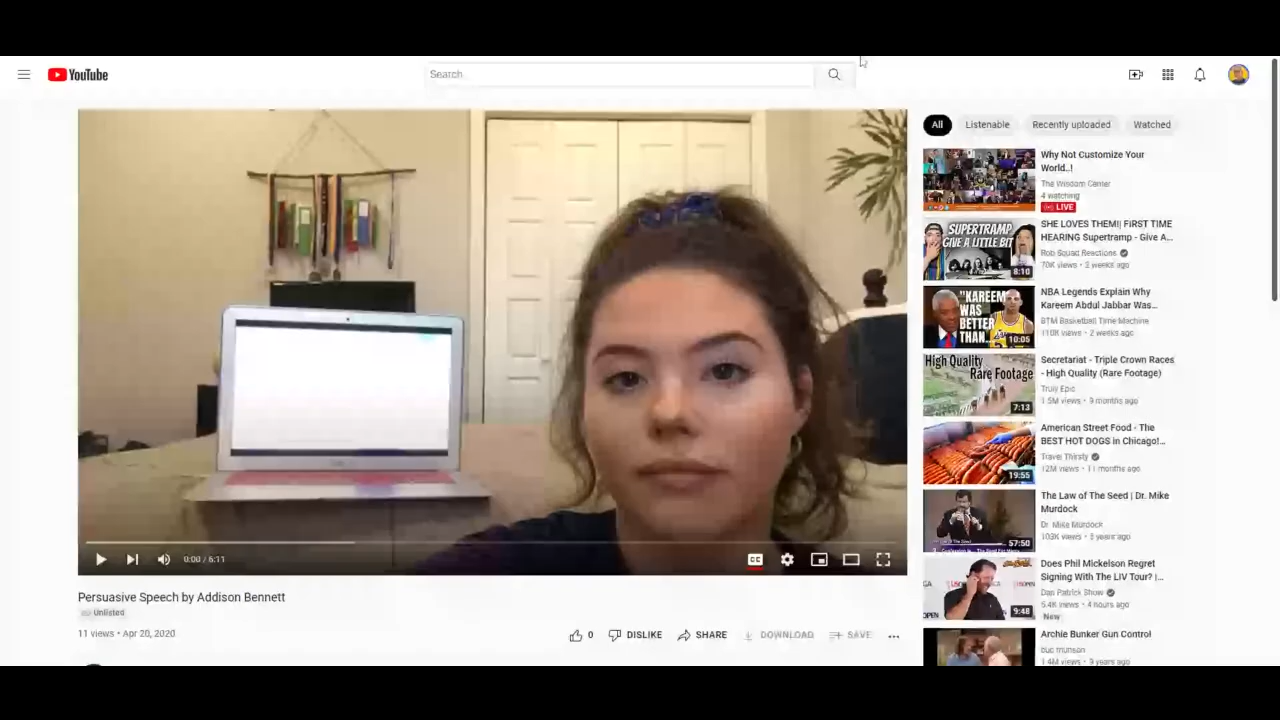 YouTube
Search
All
Listenable
Recently uploaded
Watched
Why Not Customize Your
World..!
The Wisdom Center
4 watching
LIVE
SUPERTRAMP
GIVE A LITTLE BIT
8:10
SHE LOVES THEM!| FIRST TIME
HEARING Supertramp - Give A...
Rob Squad Reactions
70K views • 2 weeks ago
"KAREEM
WAS
BETTER
THAN...
10:05
NBA Legends Explain Why
Kareem Abdul Jabbar Was...
BTM Basketball Time Machine
110K views • 2 weeks ago
High Quality
Rare Footage
7:13
Secretariat - Triple Crown Races
- High Quality (Rare Footage)
Truly Epic
1.5M views • 9 months ago
19:55
American Street Food - The
BEST HOT DOGS in Chicago!...
Travel Thirsty
12M views • 11 months ago
57:50
The Law of The Seed | Dr. Mike
Murdock
Dr. Mike Murdock
103K views • 3 years ago
OPEN
9:48
Does Phil Mickelson Regret
Signing With The LIV Tour? |...
Dan Patrick Show
5.4K views • 4 hours ago
New
Archie Bunker Gun Control
1.4M views • 9 years ago
0:00 / 6:11
CC
Persuasive Speech by Addison Bennett
Unlisted
11 views • Apr 20, 2020
0
DISLIKE
SHARE
DOWNLOAD
SAVE